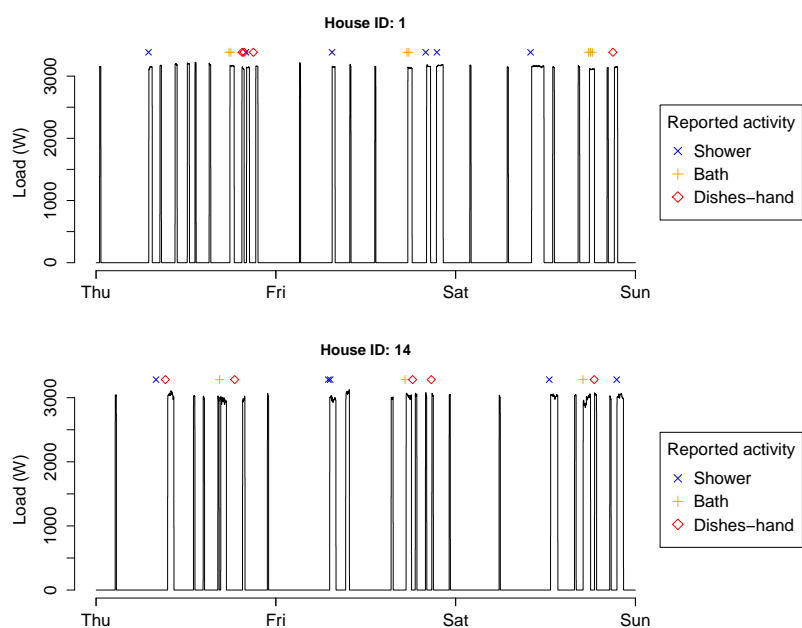 House ID: 1
3000
2000
1000
0
Load (W)
Thu
Fri
Sat
Sun
Reported activity
Shower
Bath
Dishes−hand
House ID: 14
3000
2000
1000
0
Load (W)
Thu
Fri
Sat
Sun
Reported activity
Shower
Bath
Dishes−hand